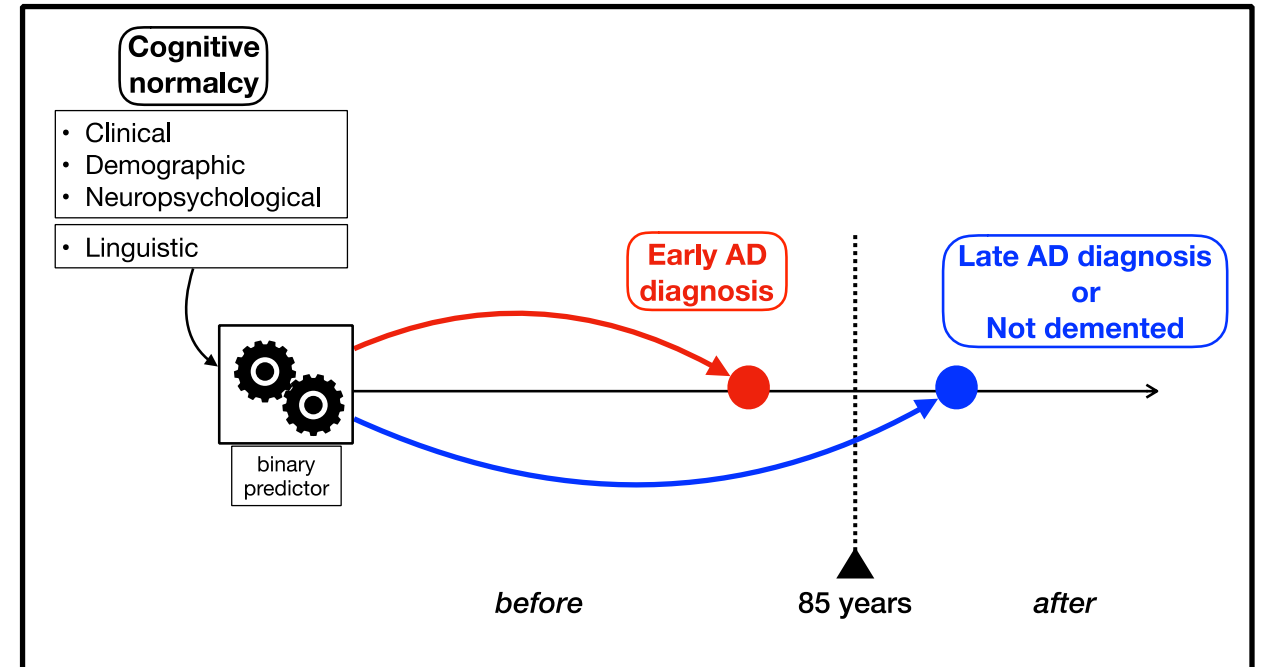 Cognitive
normalcy
• Clinical
• Demographic
• Neuropsychological
• Linguistic
binary
predictor
Early AD
diagnosis
Late AD diagnosis
or
Not demented
before
85 years
after